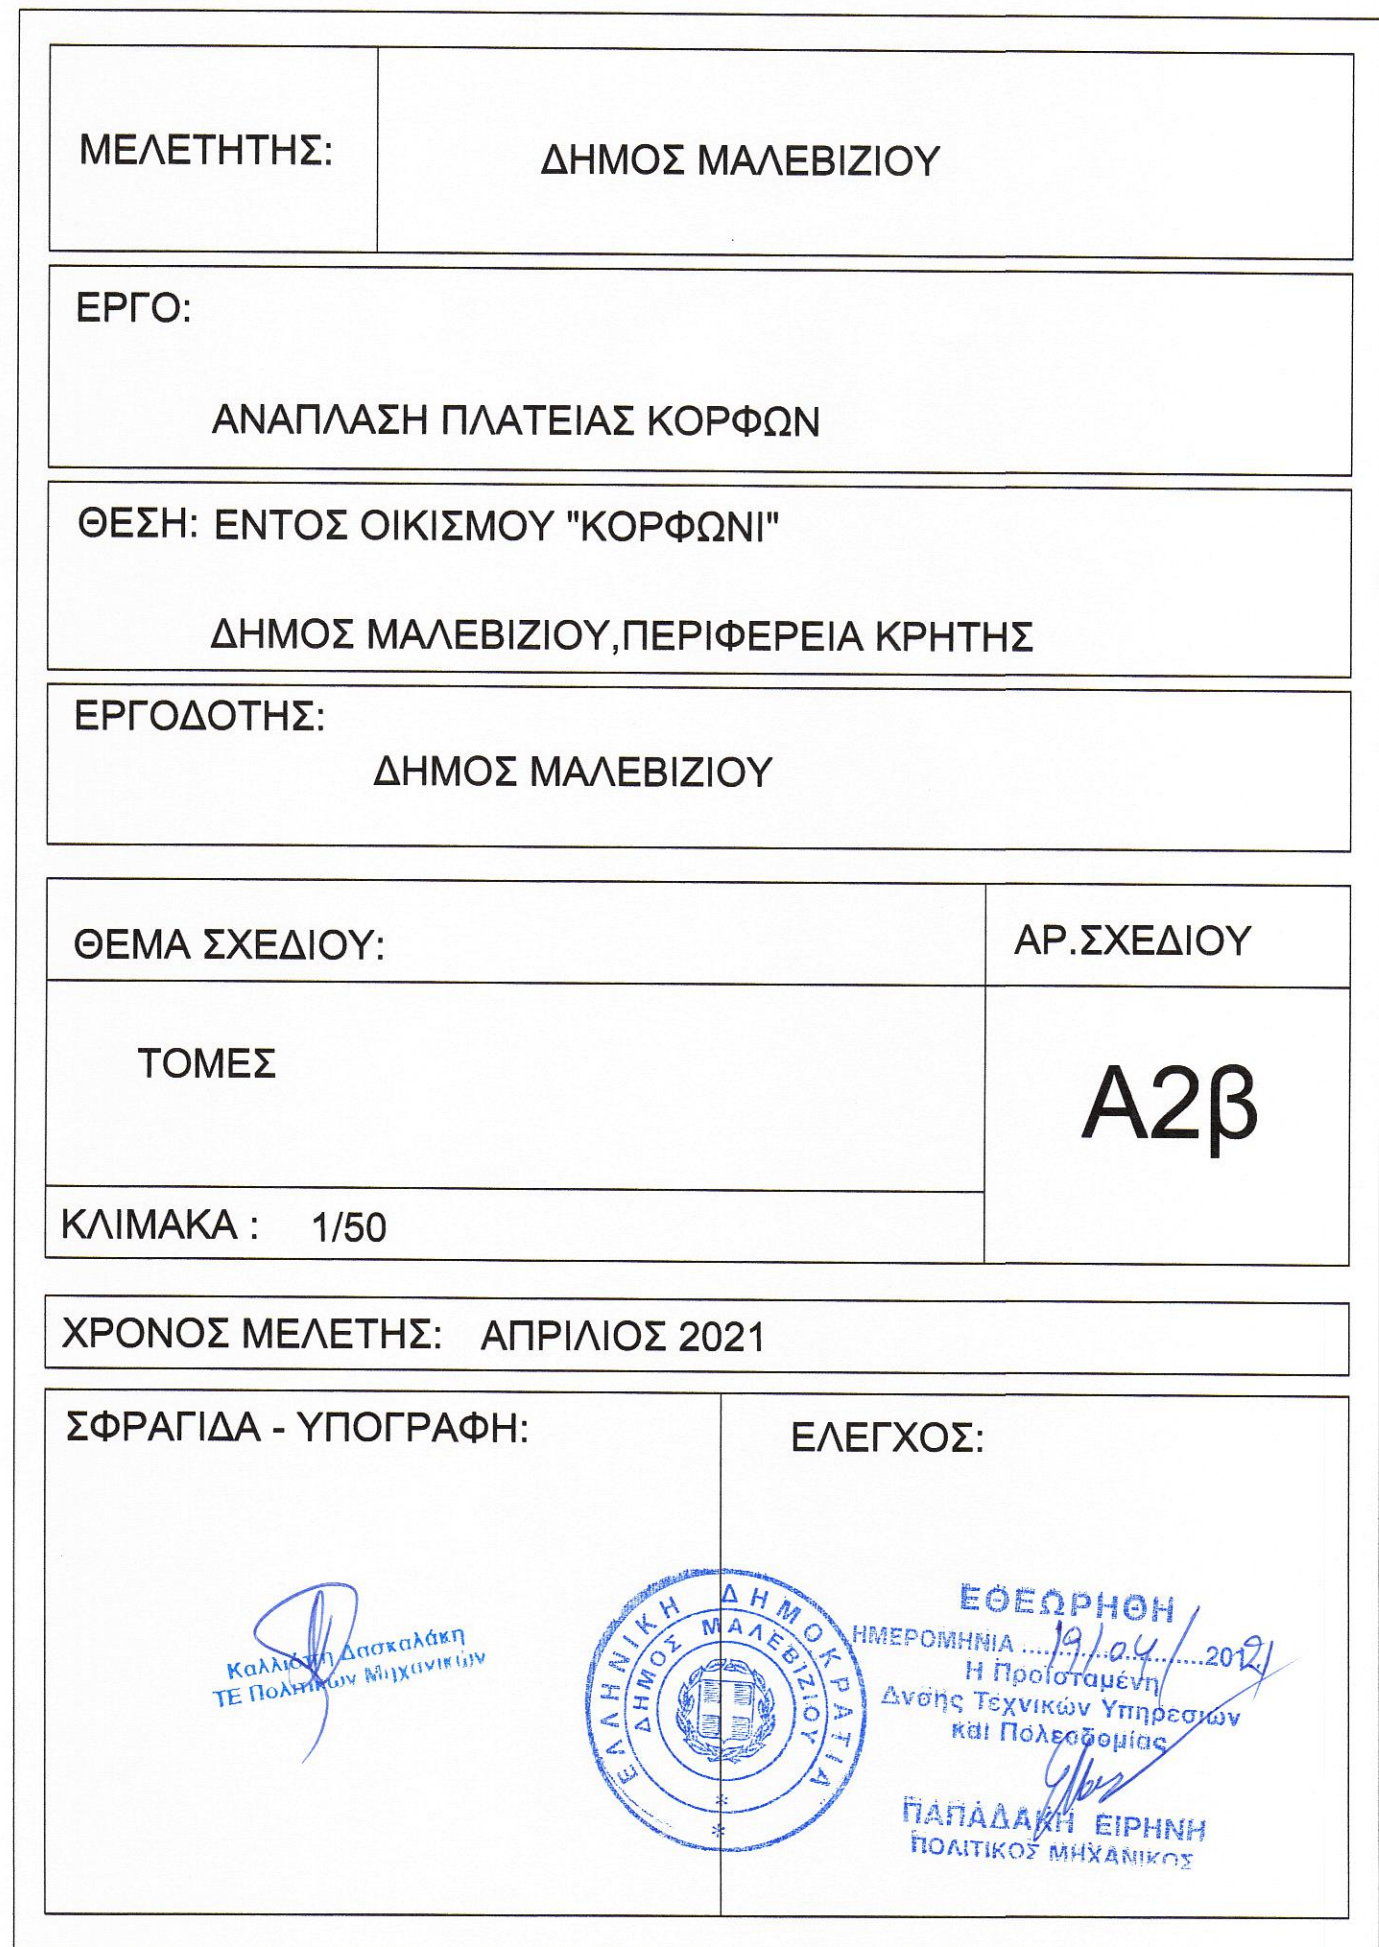 ΜΕΛΕΤΗΤΗΣ:
ΔΗΜΟΣ ΜΑΛΕΒΙΖΙΟΥ
ΕΡΓΟ:
ΑΝΑΠΛΑΣΗ ΠΛΑΤΕΙΑΣ ΚΟΡΦΩΝ
ΘΕΣΗ: ΕΝΤΟΣ ΟΙΚΙΣΜΟΥ "ΚΟΡΦΩΝΙ"
ΔΗΜΟΣ ΜΑΛΕΒΙΖΙΟΥ,ΠΕΡΙΦΕΡΕΙΑ ΚΡΗΤΗΣ
ΕΡΓΟΔΟΤΗΣ:
ΔΗΜΟΣ ΜΑΛΕΒΙΖΙΟΥ
ΘΕΜΑ ΣΧΕΔΙΟΥ:
ΑΡ.ΣΧΕΔΙΟΥ
ΤΟΜΕΣ
Α2β
ΚΛΙΜΑΚΑ : 1/50
ΧΡΟΝΟΣ ΜΕΛΕΤΗΣ: ΑΠΡΙΛΙΟΣ 2021
ΣΦΡΑΓΙΔΑ - ΥΠΟΓΡΑΦΗ:
ΕΛΕΓΧΟΣ:
Καλλιόπη Δασκαλάκη
ΤΕ Πολιτικών Μηχανικών
ΕΛΛΗΝΙΚΗ ΔΗΜΟΚΡΑΤΙΑ
ΔΗΜΟΣ ΜΑΛΕΒΙΖΙΟΥ
ΕΘΕΩΡΗΘΗ
ΗΜΕΡΟΜΗΝΙΑ ....19./.04./......2021
Η Προϊσταμένη
Δνσης Τεχνικών Υπηρεσιών
και Πολεοδομίας
ΠΑΠΑΔΑΚΗ ΕΙΡΗΝΗ
ΠΟΛΙΤΙΚΟΣ ΜΗΧΑΝΙΚΟΣ